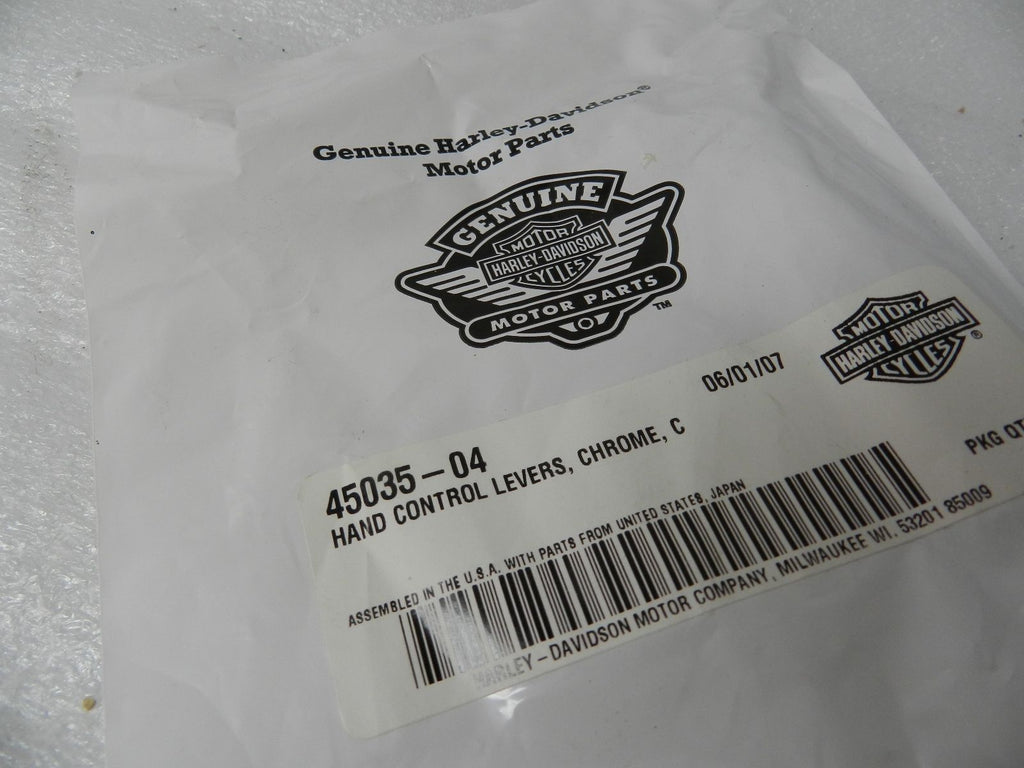 Genuine Harley-Davidson®
Motor Parts
GENUINE
MOTOR
HARLEY-DAVIDSON
CYCLES
MOTOR PARTS
TM
MOTOR
HARLEY-DAVIDSON
CYCLES
®
06/01/07
45035-04
HAND CONTROL LEVERS, CHROME, C
PKG QT
ASSEMBLED IN THE U.S.A. WITH PARTS FROM UNITED STATES, JAPAN
HARLEY-DAVIDSON MOTOR COMPANY, MILWAUKEE WI. 53201 85009